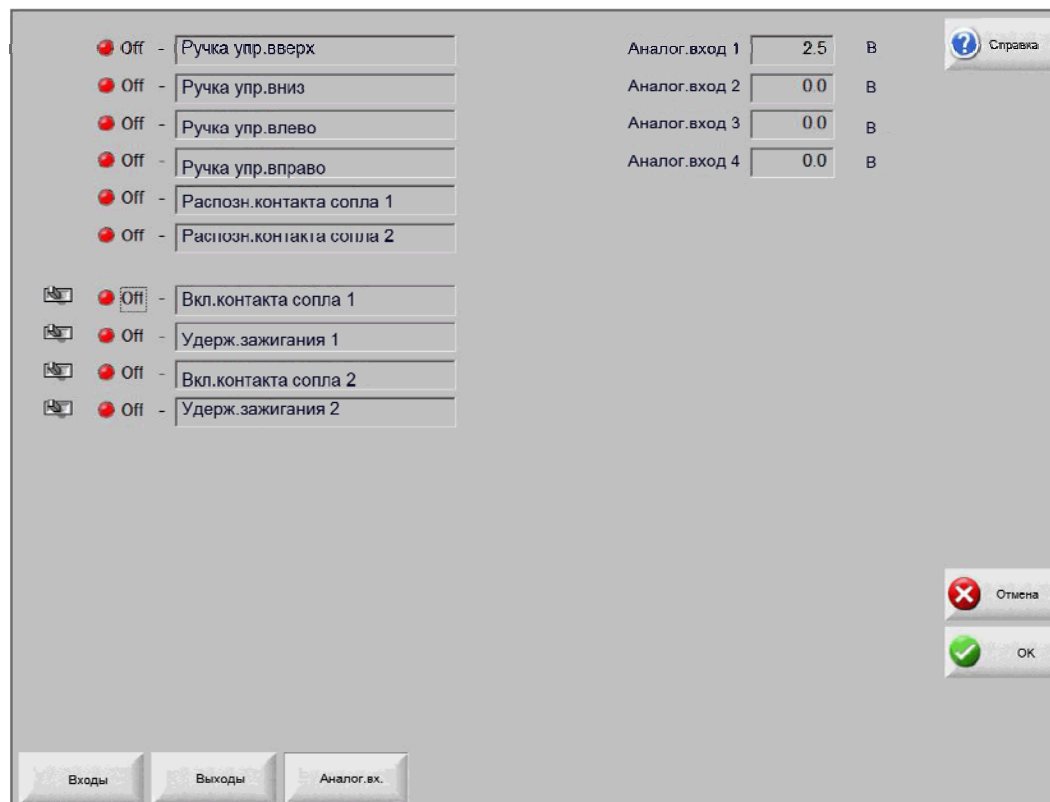 Off - Ручка упр.вверх
Off - Ручка упр.вниз
Off - Ручка упр.влево
Off - Ручка упр.вправо
Off - Распозн.контакта сопла 1
Off - Распозн.контакта сопла 2
Off - Вкл.контакта сопла 1
Off - Удерж.зажигания 1
Off - Вкл.контакта сопла 2
Off - Удерж.зажигания 2
Аналог.вход 1 2.5 В
Аналог.вход 2 0.0 В
Аналог.вход 3 0.0 В
Аналог.вход 4 0.0 В
Справка
Отмена
OK
Входы
Выходы
Аналог.вх.